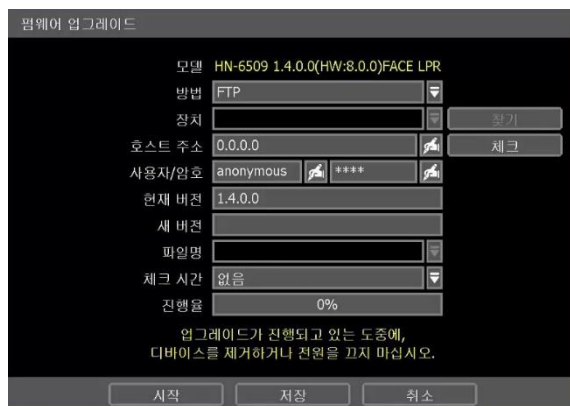 펌웨어 업그레이드
모델 HN-6509 1.4.0.0(HW:8.0.0)FACE LPR
방법 FTP
장치 찾기
호스트 주소 0.0.0.0 체크
사용자/암호 anonymous ****
현재 버전 1.4.0.0
새 버전
파일명
체크 시간 없음
진행율 0%
업그레이드가 진행되고 있는 도중에,
디바이스를 제거하거나 전원을 끄지 마십시오.
시작 저장 취소